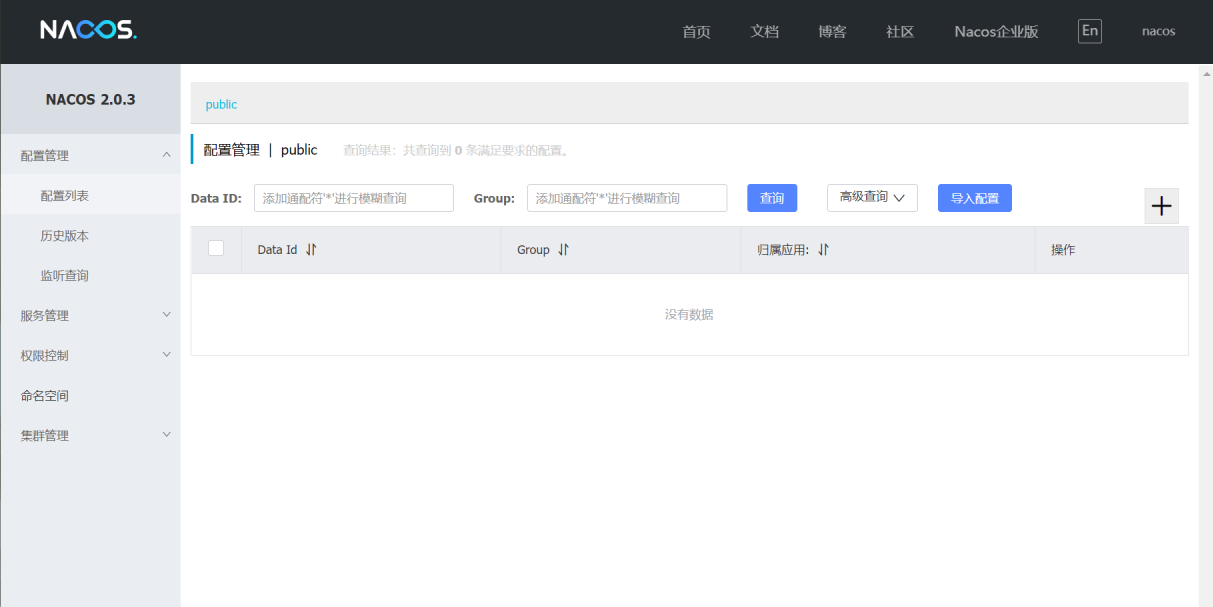 NACOS.
首页 文档 博客 社区 Nacos企业版 En nacos
NACOS 2.0.3
配置管理
配置列表
历史版本
监听查询
服务管理
权限控制
命名空间
集群管理
public
配置管理 | public 查询结果：共查询到 0 条满足要求的配置。
Data ID: 添加通配符'*'进行模糊查询 Group: 添加通配符'*'进行模糊查询 查询 高级查询 导入配置
Data Id Group 归属应用: 操作
没有数据